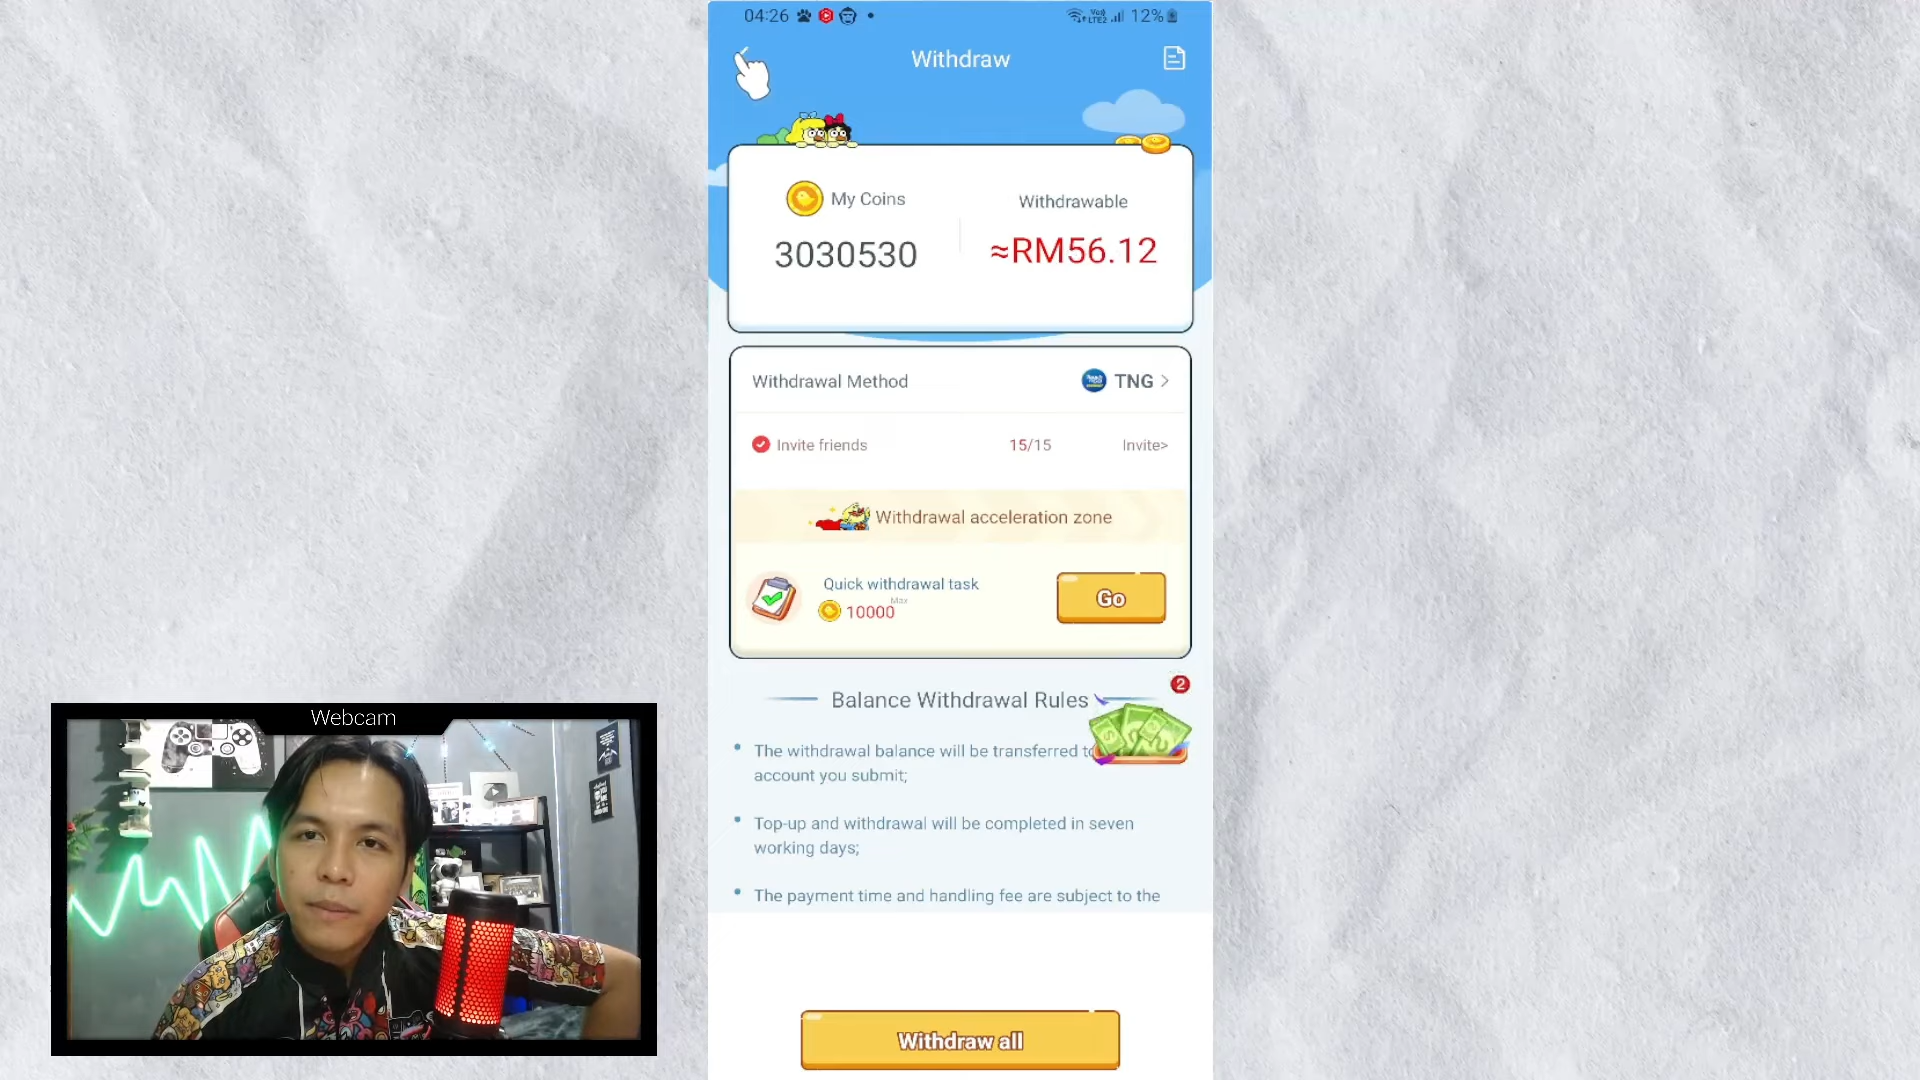 04:26
Vo)
LTE2
12%
Withdraw
My Coins
Withdrawable
3030530
≈RM56.12
Withdrawal Method
TNG >
Invite friends
15/15
Invite>
Withdrawal acceleration zone
Quick withdrawal task
Max
10000
Go
2
Balance Withdrawal Rules
The withdrawal balance will be transferred
account you submit;
Top-up and withdrawal will be completed in seven
working days;
The payment time and handling fee are subject to the
Withdraw all
Webcam